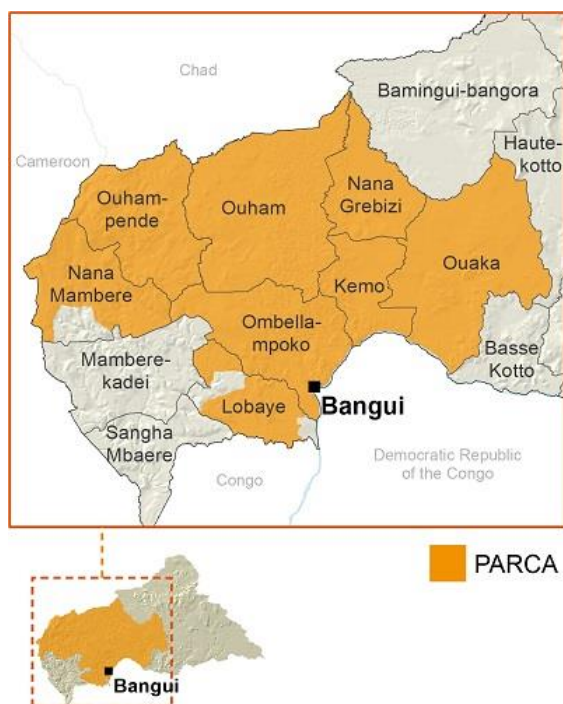 Chad
Bamingui-bangora
Cameroon
Haute-
kotto
Ouham-
pende
Ouham
Nana
Grebizi
Nana
Mambere
Kemo
Ouaka
Ombella-
mpoko
Mambere-
kadei
Basse
Kotto
Lobaye
Bangui
Sangha
Mbaere
Congo
Democratic Republic
of the Congo
PARCA
Bangui